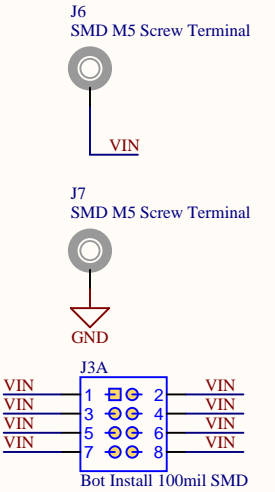 J6
SMD M5 Screw Terminal
VIN
J7
SMD M5 Screw Terminal
GND
J3A
VIN 1 2 VIN
VIN 3 4 VIN
VIN 5 6 VIN
VIN 7 8 VIN
Bot Install 100mil SMD